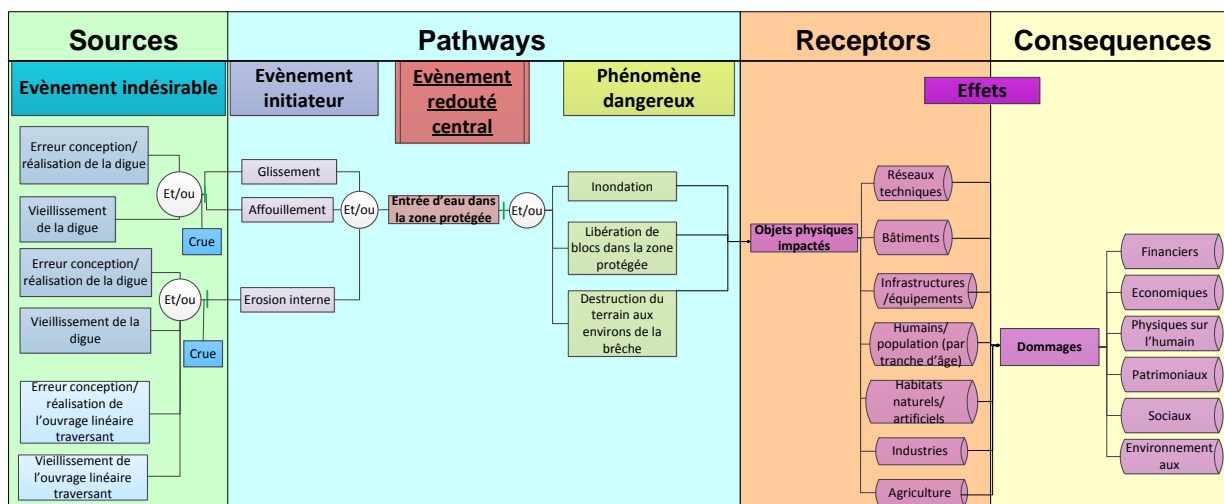 Sources
Pathways
Receptors
Consequences
Evènement indésirable
Evènement
initiateur
Evènement
redouté
central
Phénomène
dangereux
Effets
Erreur conception/
réalisation de la digue
Et/ou
Vieillissement
de la digue
Crue
Erreur conception/
réalisation de la digue
Et/ou
Vieillissement de la
digue
Crue
Erreur conception/
réalisation de
l'ouvrage linéaire
traversant
Vieillissement de
l'ouvrage linéaire
traversant
Glissement
Affouillement
Erosion interne
Et/ou
Entrée d'eau dans
la zone protégée
Et/ou
Inondation
Libération de
blocs dans la zone
protégée
Destruction du
terrain aux
environs de la
brêche
Objets physiques
impactés
Réseaux
techniques
Bâtiments
Infrastructures
/équipements
Humains/
population (par
tranche d'âge)
Habitats
naturels/
artificiels
Industries
Agriculture
Dommages
Financiers
Economiques
Physiques sur
l'humain
Patrimoniaux
Sociaux
Environnement
aux